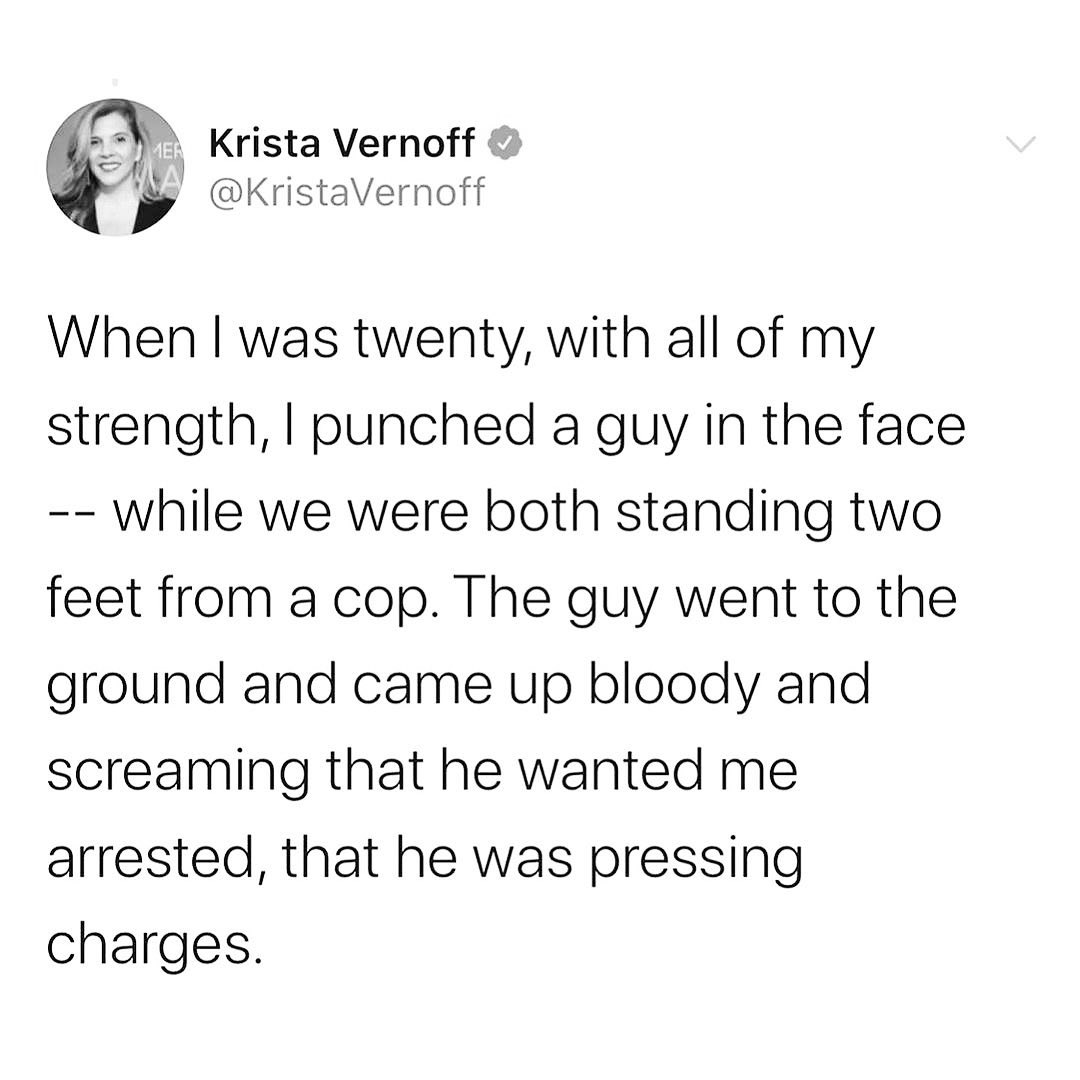 Krista Vernoff
@KristaVernoff
When I was twenty, with all of my
strength, I punched a guy in the face
-- while we were both standing two
feet from a cop. The guy went to the
ground and came up bloody and
screaming that he wanted me
arrested, that he was pressing
charges.